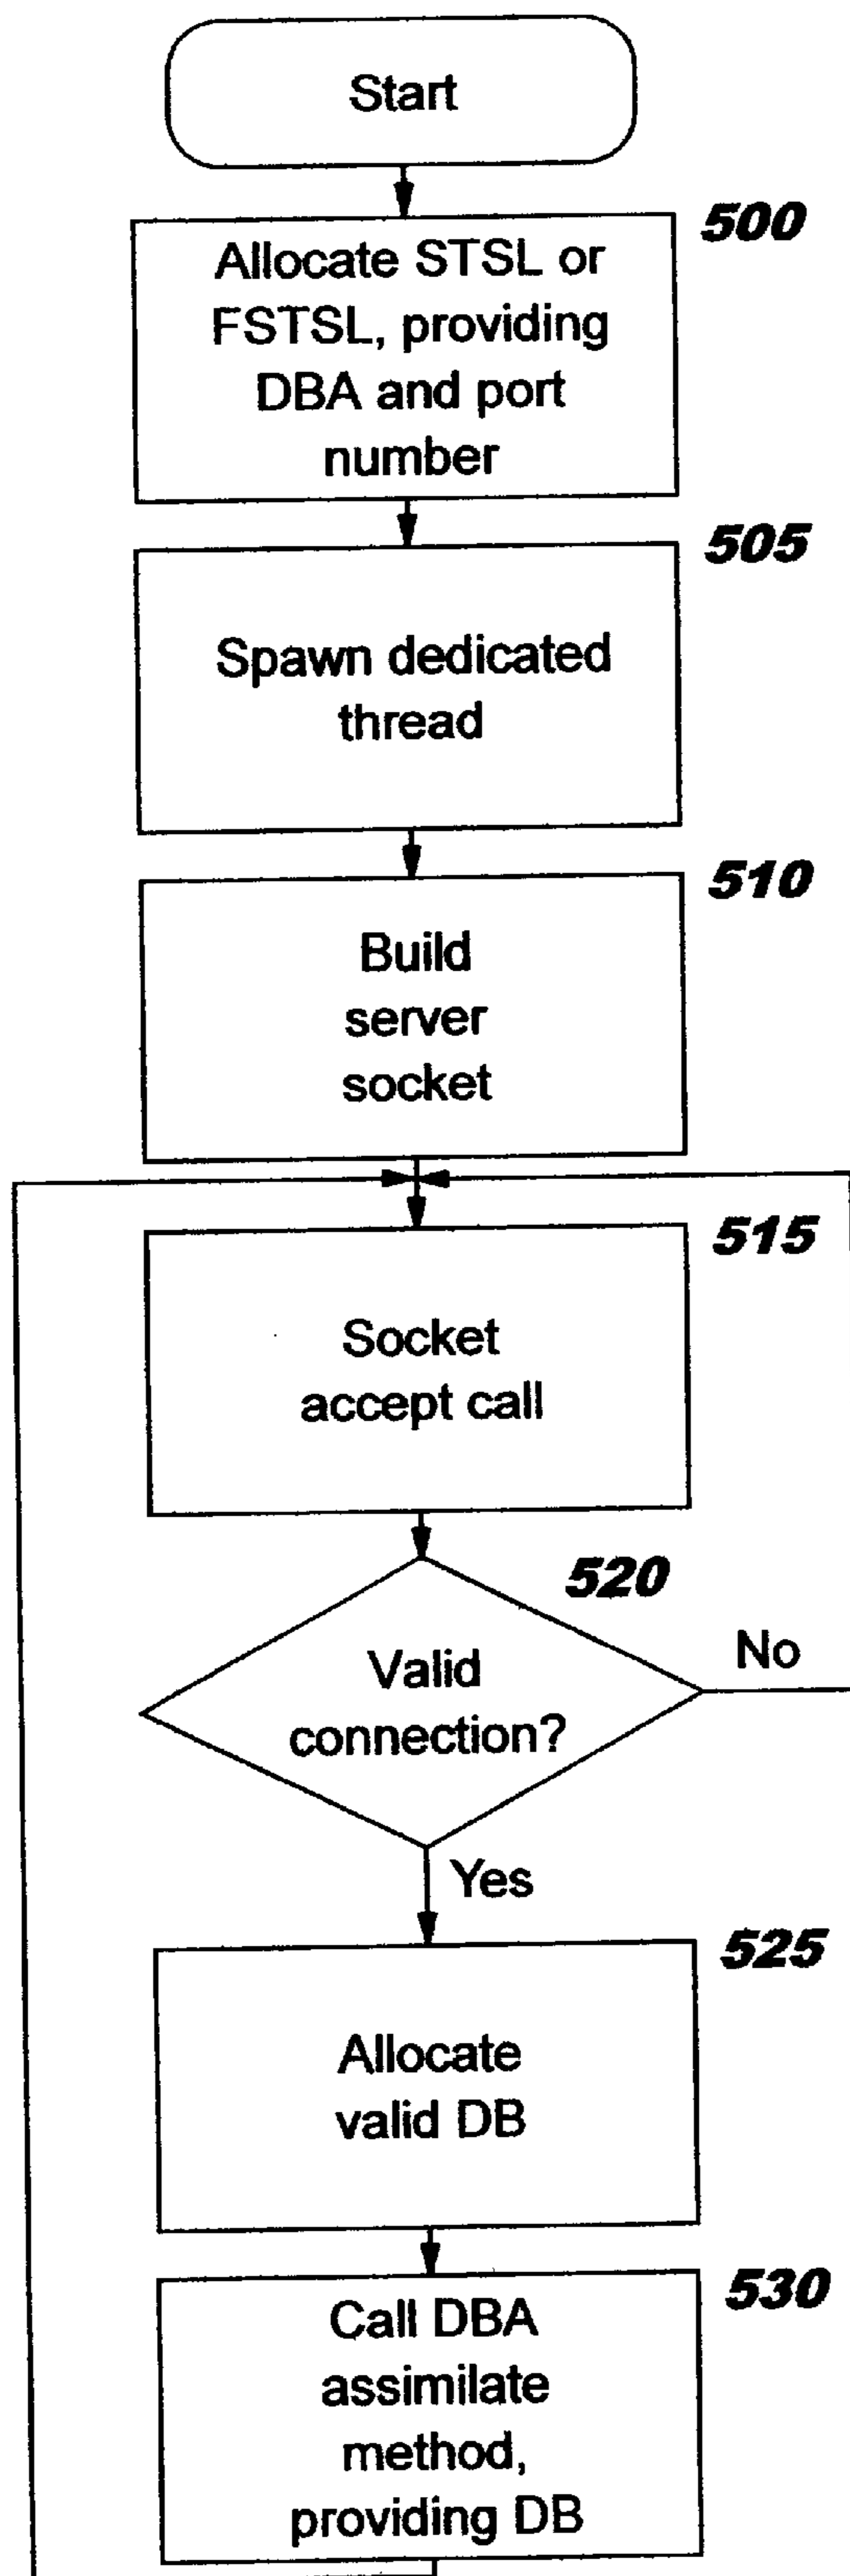 Start
500
Allocate STSL or
FSTSL, providing
DBA and port
number
505
Spawn dedicated
thread
510
Build
server
socket
515
Socket
accept call
520
Valid
connection?
No
Yes
525
Allocate
valid DB
530
Call DBA
assimilate
method,
providing DB